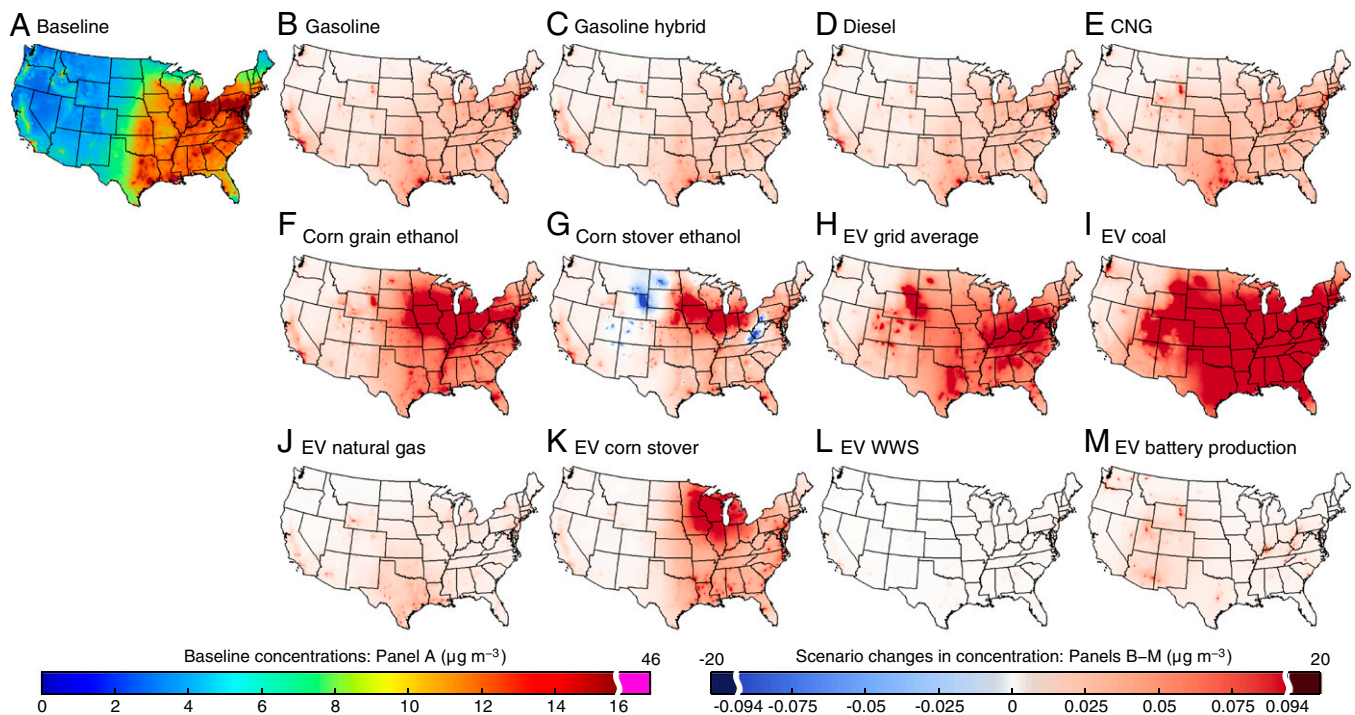 A Baseline
B Gasoline
C Gasoline hybrid
D Diesel
E CNG
F Corn grain ethanol
G Corn stover ethanol
H EV grid average
I EV coal
J EV natural gas
K EV corn stover
L EV WWS
M EV battery production
Baseline concentrations: Panel A (µg m⁻³) 46
0 2 4 6 8 10 12 14 16
-20 Scenario changes in concentration: Panels B–M (µg m⁻³) 20
-0.094 -0.075 -0.05 -0.025 0 0.025 0.05 0.075 0.094